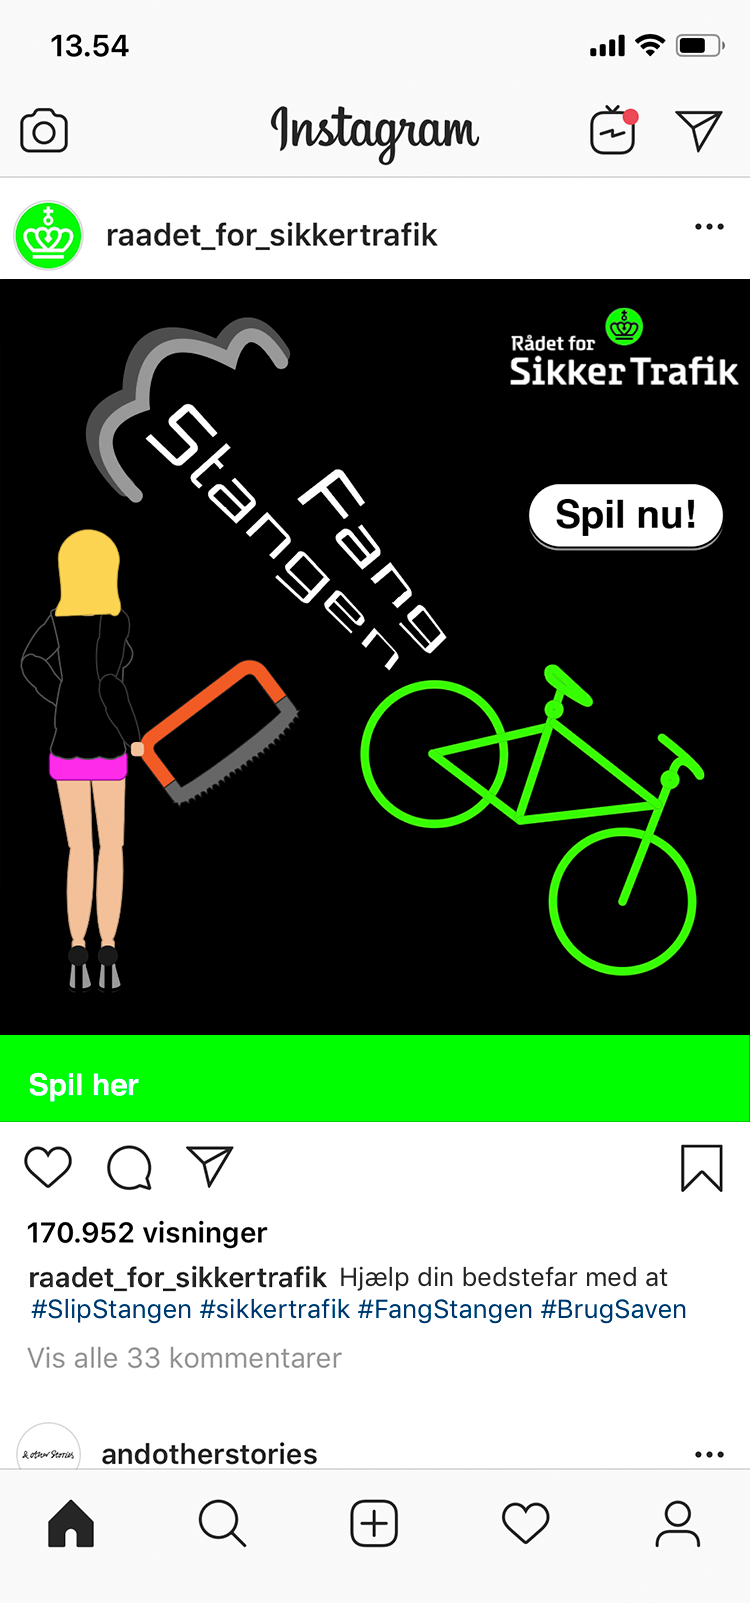 13.54
Instagram
raadet_for_sikkertrafik
Rådet for
Sikker Trafik
Fang
Stangen
Spil nu!
Spil her
170.952 visninger
raadet_for_sikkertrafik Hjælp din bedstefar med at
#SlipStangen #sikkertrafik #FangStangen #BrugSaven
Vis alle 33 kommentarer
& other Stories
andotherstories